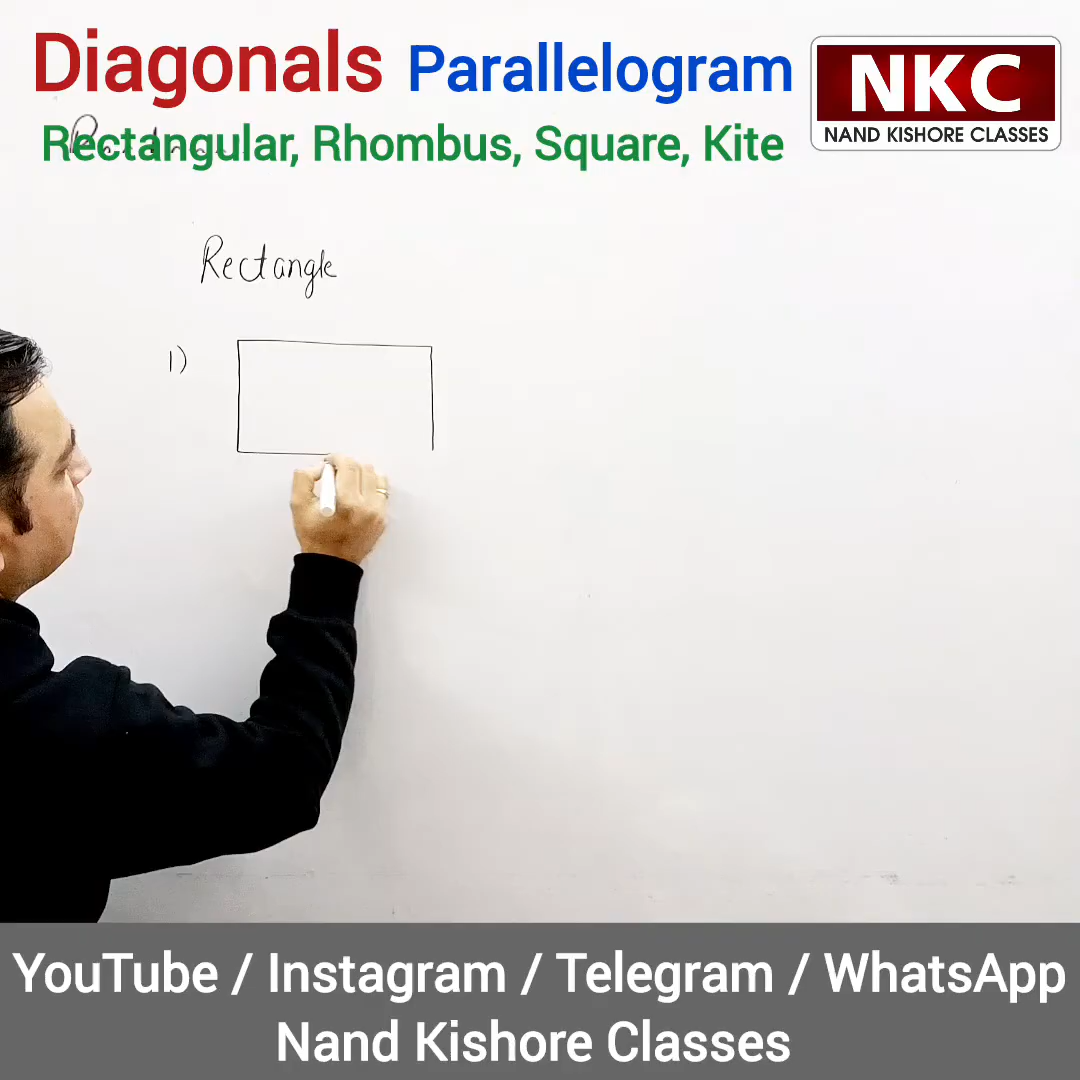 Diagonals Parallelogram
NKC
NAND KISHORE CLASSES
Rectangular, Rhombus, Square, Kite
Rectangle
1)
YouTube / Instagram / Telegram / WhatsApp
Nand Kishore Classes